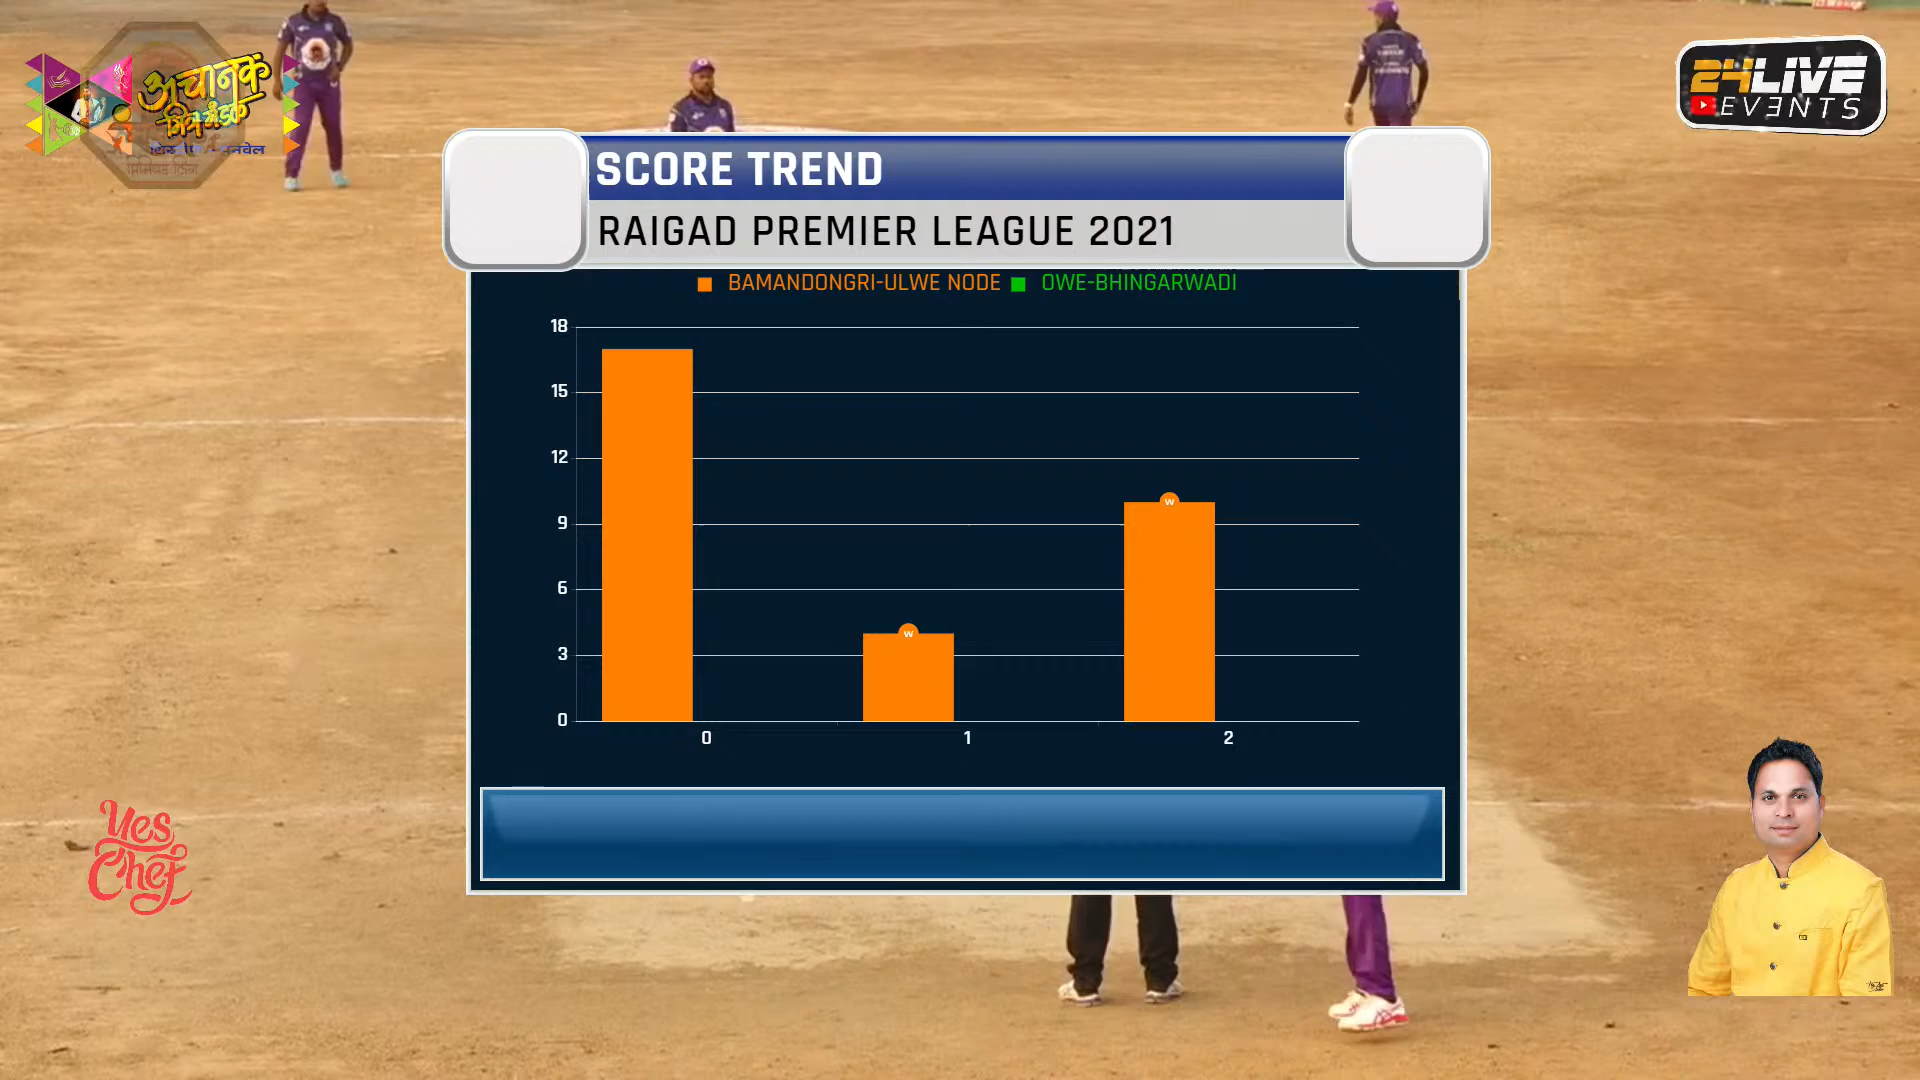 अचानक
मित्र मंडळ
24LIVE
EVENTS
SCORE TREND
RAIGAD PREMIER LEAGUE 2021
BAMANDONGRI-ULWE NODE OWE-BHINGARWADI
18
15
12
9
6
3
0
W
W
0 1 2
Yes
Chef